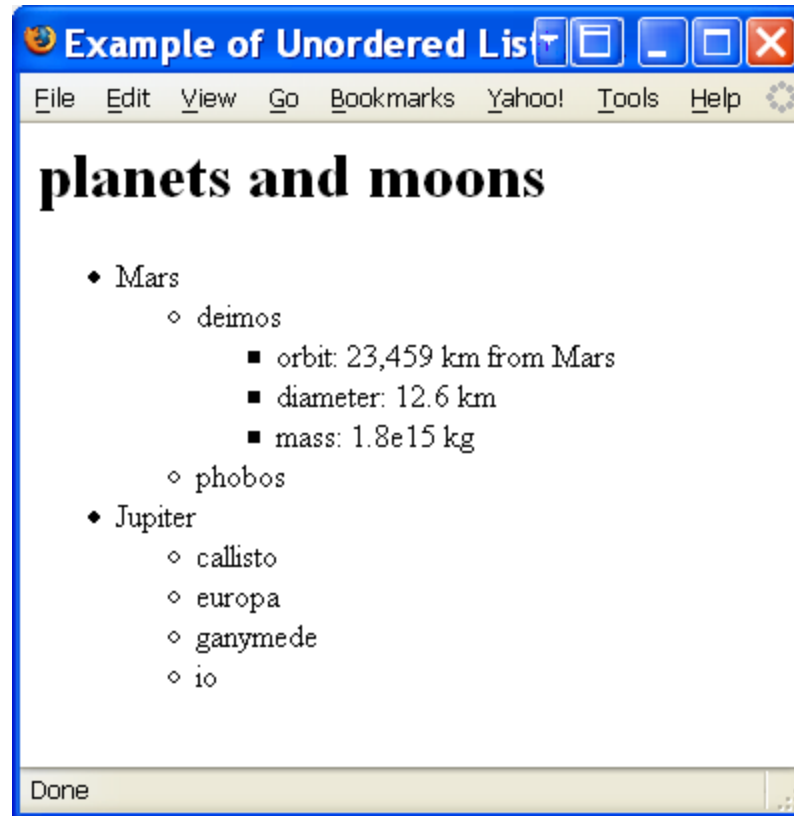 Example of Unordered List
File Edit View Go Bookmarks Yahoo! Tools Help
planets and moons
Mars
deimos
orbit: 23,459 km from Mars
diameter: 12.6 km
mass: 1.8e15 kg
phobos
Jupiter
callisto
europa
ganymede
io
Done